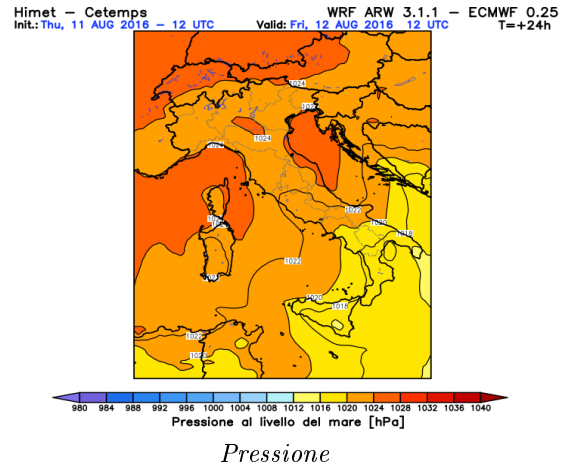 Himet – Cetemps WRF ARW 3.1.1 – ECMWF 0.25
Init.: Thu, 11 AUG 2016 – 12 UTC Valid: Fri, 12 AUG 2016 12 UTC T=+24h
1024
1024
1024
1022
1020
1018
1022
1020
1018
1022
1020
980 984 988 992 996 1000 1004 1008 1012 1016 1020 1024 1028 1032 1036 1040
Pressione al livello del mare [hPa]
Pressione